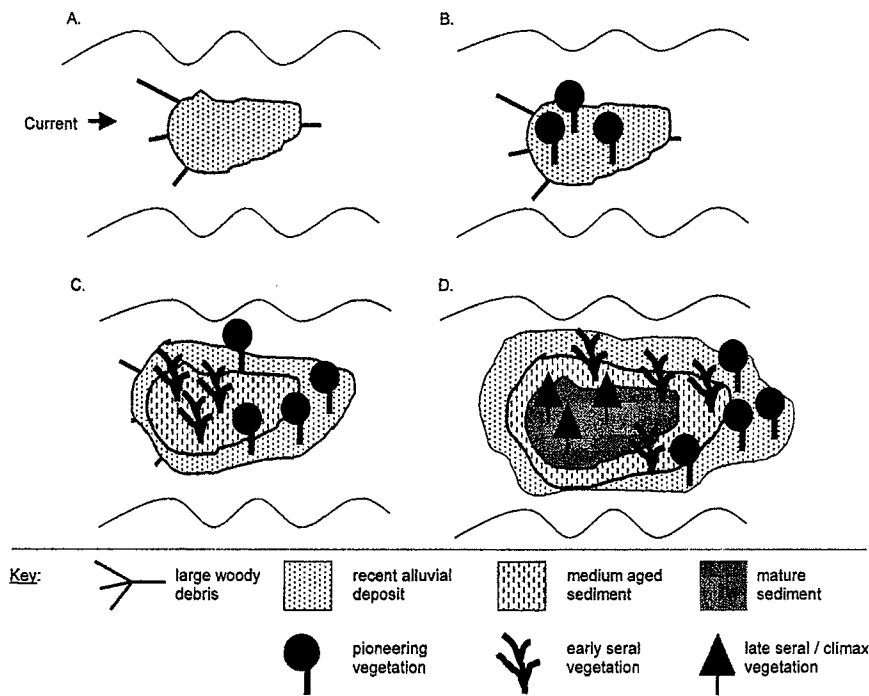 A.
B.
Current
C.
D.
Key:
large woody
debris
recent alluvial
deposit
medium aged
sediment
mature
sediment
pioneering
vegetation
early seral
vegetation
late seral / climax
vegetation